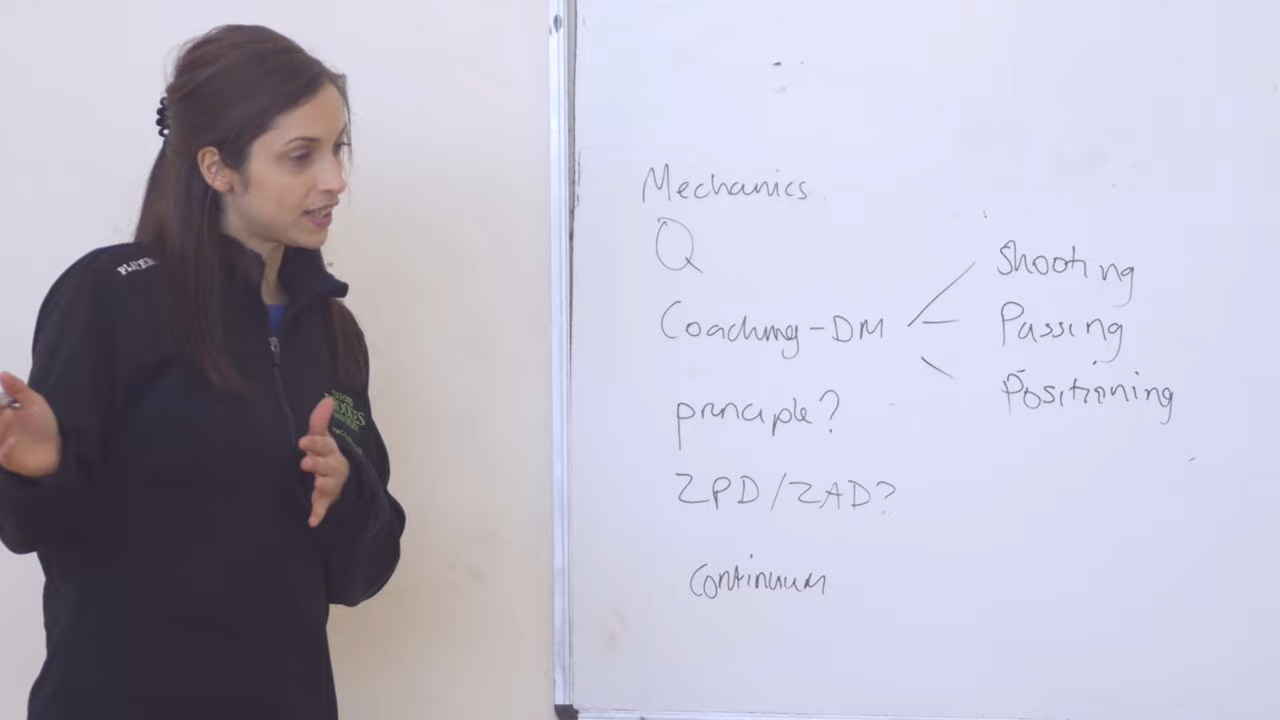 Mechanics
Q
Coaching-DM
Shooting
Passing
Positioning
principle?
ZPD/ZAD?
Continuum